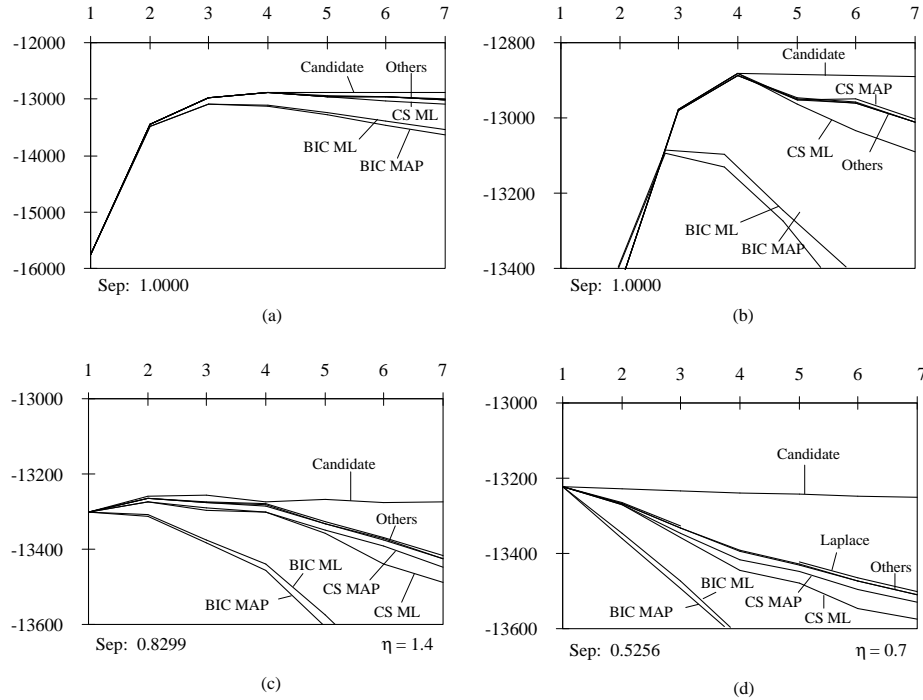 1 2 3 4 5 6 7
-12000
-13000
-14000
-15000
-16000
Candidate
Others
CS ML
BIC ML
BIC MAP
Sep: 1.0000
(a)
1 2 3 4 5 6 7
-12800
-13000
-13200
-13400
Candidate
CS MAP
CS ML
Others
BIC ML
BIC MAP
Sep: 1.0000
(b)
1 2 3 4 5 6 7
-13000
-13200
-13400
-13600
Candidate
Others
BIC ML
CS MAP
BIC MAP
CS ML
Sep: 0.8299 η = 1.4
(c)
1 2 3 4 5 6 7
-13000
-13200
-13400
-13600
Candidate
Laplace
Others
BIC ML
CS MAP
BIC MAP
CS ML
Sep: 0.5256 η = 0.7
(d)